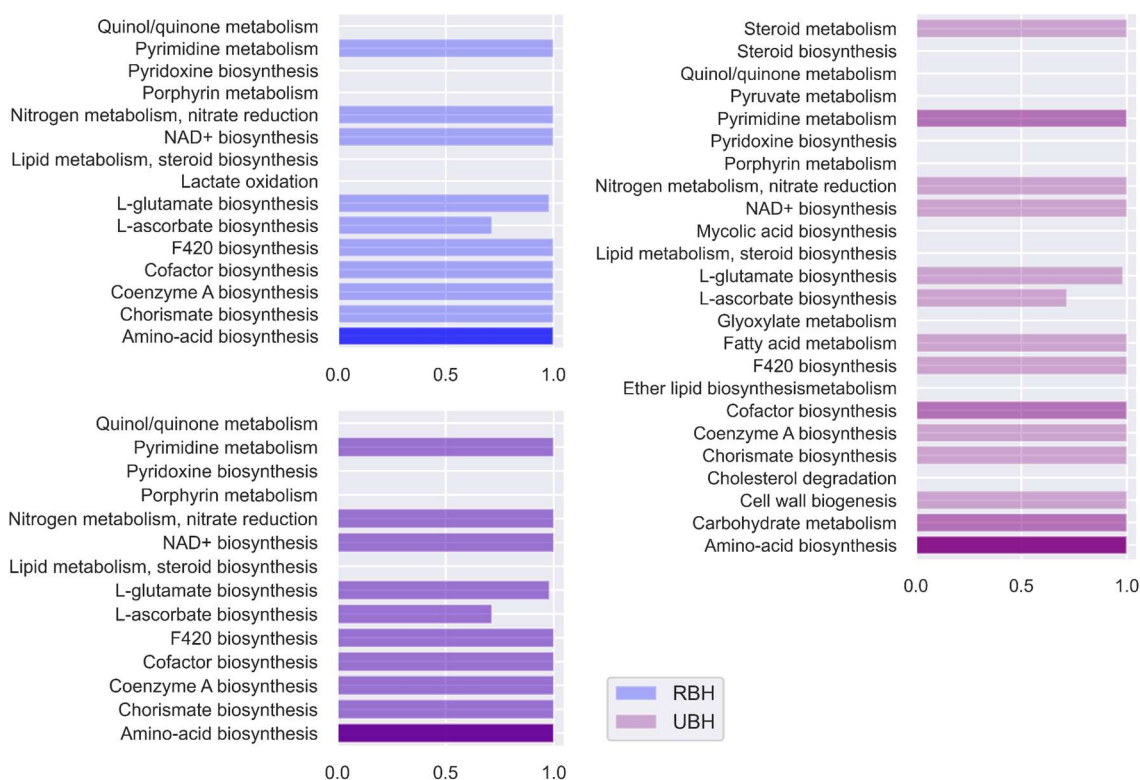 Quinol/quinone metabolism
Pyrimidine metabolism
Pyridoxine biosynthesis
Porphyrin metabolism
Nitrogen metabolism, nitrate reduction
NAD+ biosynthesis
Lipid metabolism, steroid biosynthesis
Lactate oxidation
L-glutamate biosynthesis
L-ascorbate biosynthesis
F420 biosynthesis
Cofactor biosynthesis
Coenzyme A biosynthesis
Chorismate biosynthesis
Amino-acid biosynthesis
0.0 0.5 1.0
Quinol/quinone metabolism
Pyrimidine metabolism
Pyridoxine biosynthesis
Porphyrin metabolism
Nitrogen metabolism, nitrate reduction
NAD+ biosynthesis
Lipid metabolism, steroid biosynthesis
L-glutamate biosynthesis
L-ascorbate biosynthesis
F420 biosynthesis
Cofactor biosynthesis
Coenzyme A biosynthesis
Chorismate biosynthesis
Amino-acid biosynthesis
0.0 0.5 1.0
Steroid metabolism
Steroid biosynthesis
Quinol/quinone metabolism
Pyruvate metabolism
Pyrimidine metabolism
Pyridoxine biosynthesis
Porphyrin metabolism
Nitrogen metabolism, nitrate reduction
NAD+ biosynthesis
Mycolic acid biosynthesis
Lipid metabolism, steroid biosynthesis
L-glutamate biosynthesis
L-ascorbate biosynthesis
Glyoxylate metabolism
Fatty acid metabolism
F420 biosynthesis
Ether lipid biosynthesismetabolism
Cofactor biosynthesis
Coenzyme A biosynthesis
Chorismate biosynthesis
Cholesterol degradation
Cell wall biogenesis
Carbohydrate metabolism
Amino-acid biosynthesis
0.0 0.5 1.0
RBH
UBH